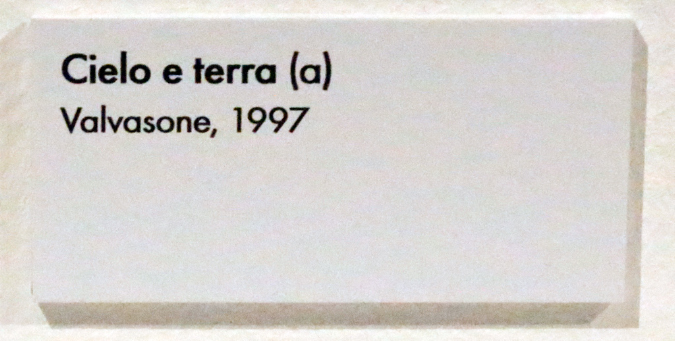 Cielo e terra (a)
Valvasone, 1997